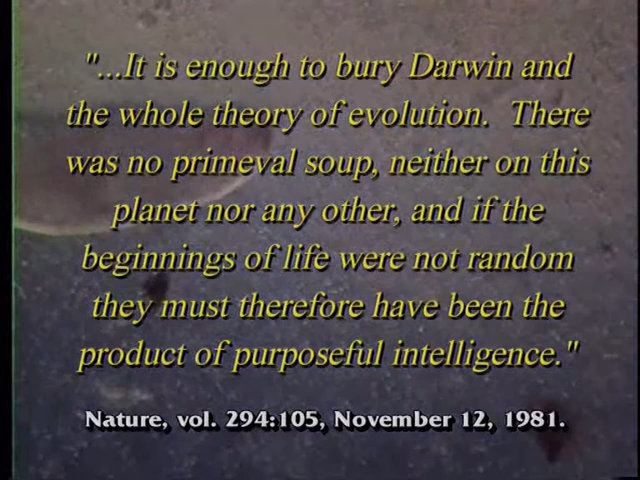 "...It is enough to bury Darwin and
the whole theory of evolution. There
was no primeval soup, neither on this
planet nor any other, and if the
beginnings of life were not random
they must therefore have been the
product of purposeful intelligence."
Nature, vol. 294:105, November 12, 1981.